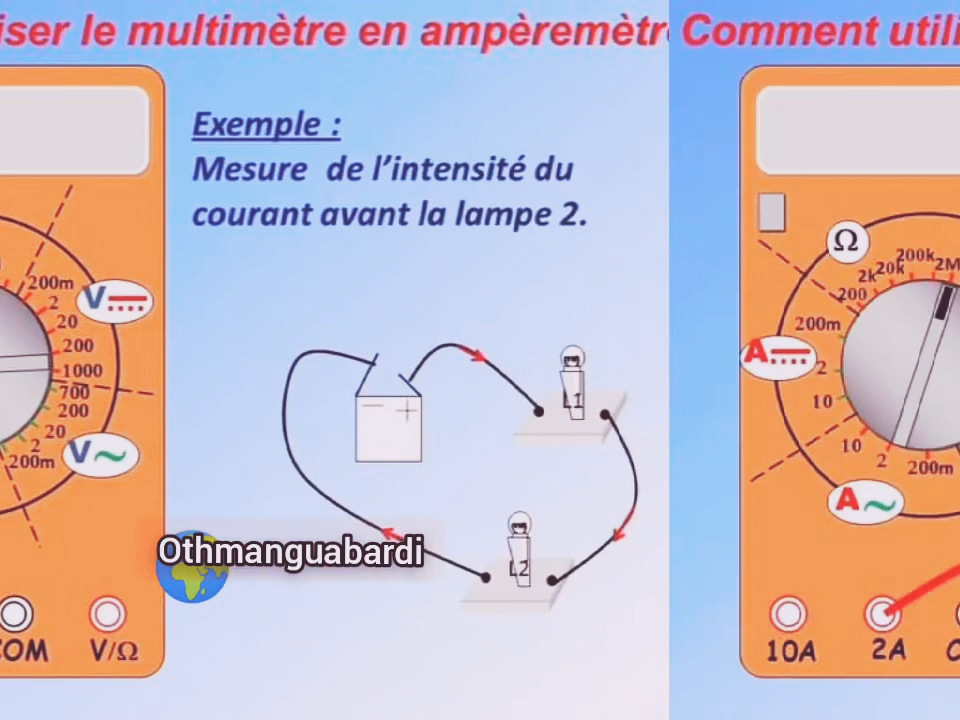 iser le multimètre en ampèremètr
Comment utili
Exemple :
Mesure de l'intensité du
courant avant la lampe 2.
200m
2
20
200
1000
700
200
20
2
200m
V
V
COM
V/Ω
− +
L1
L2
Othmanguabardi
Ω
200
2k
20k
200k
2M
200m
2
10
10
2
200m
A
A
10A
2A
C